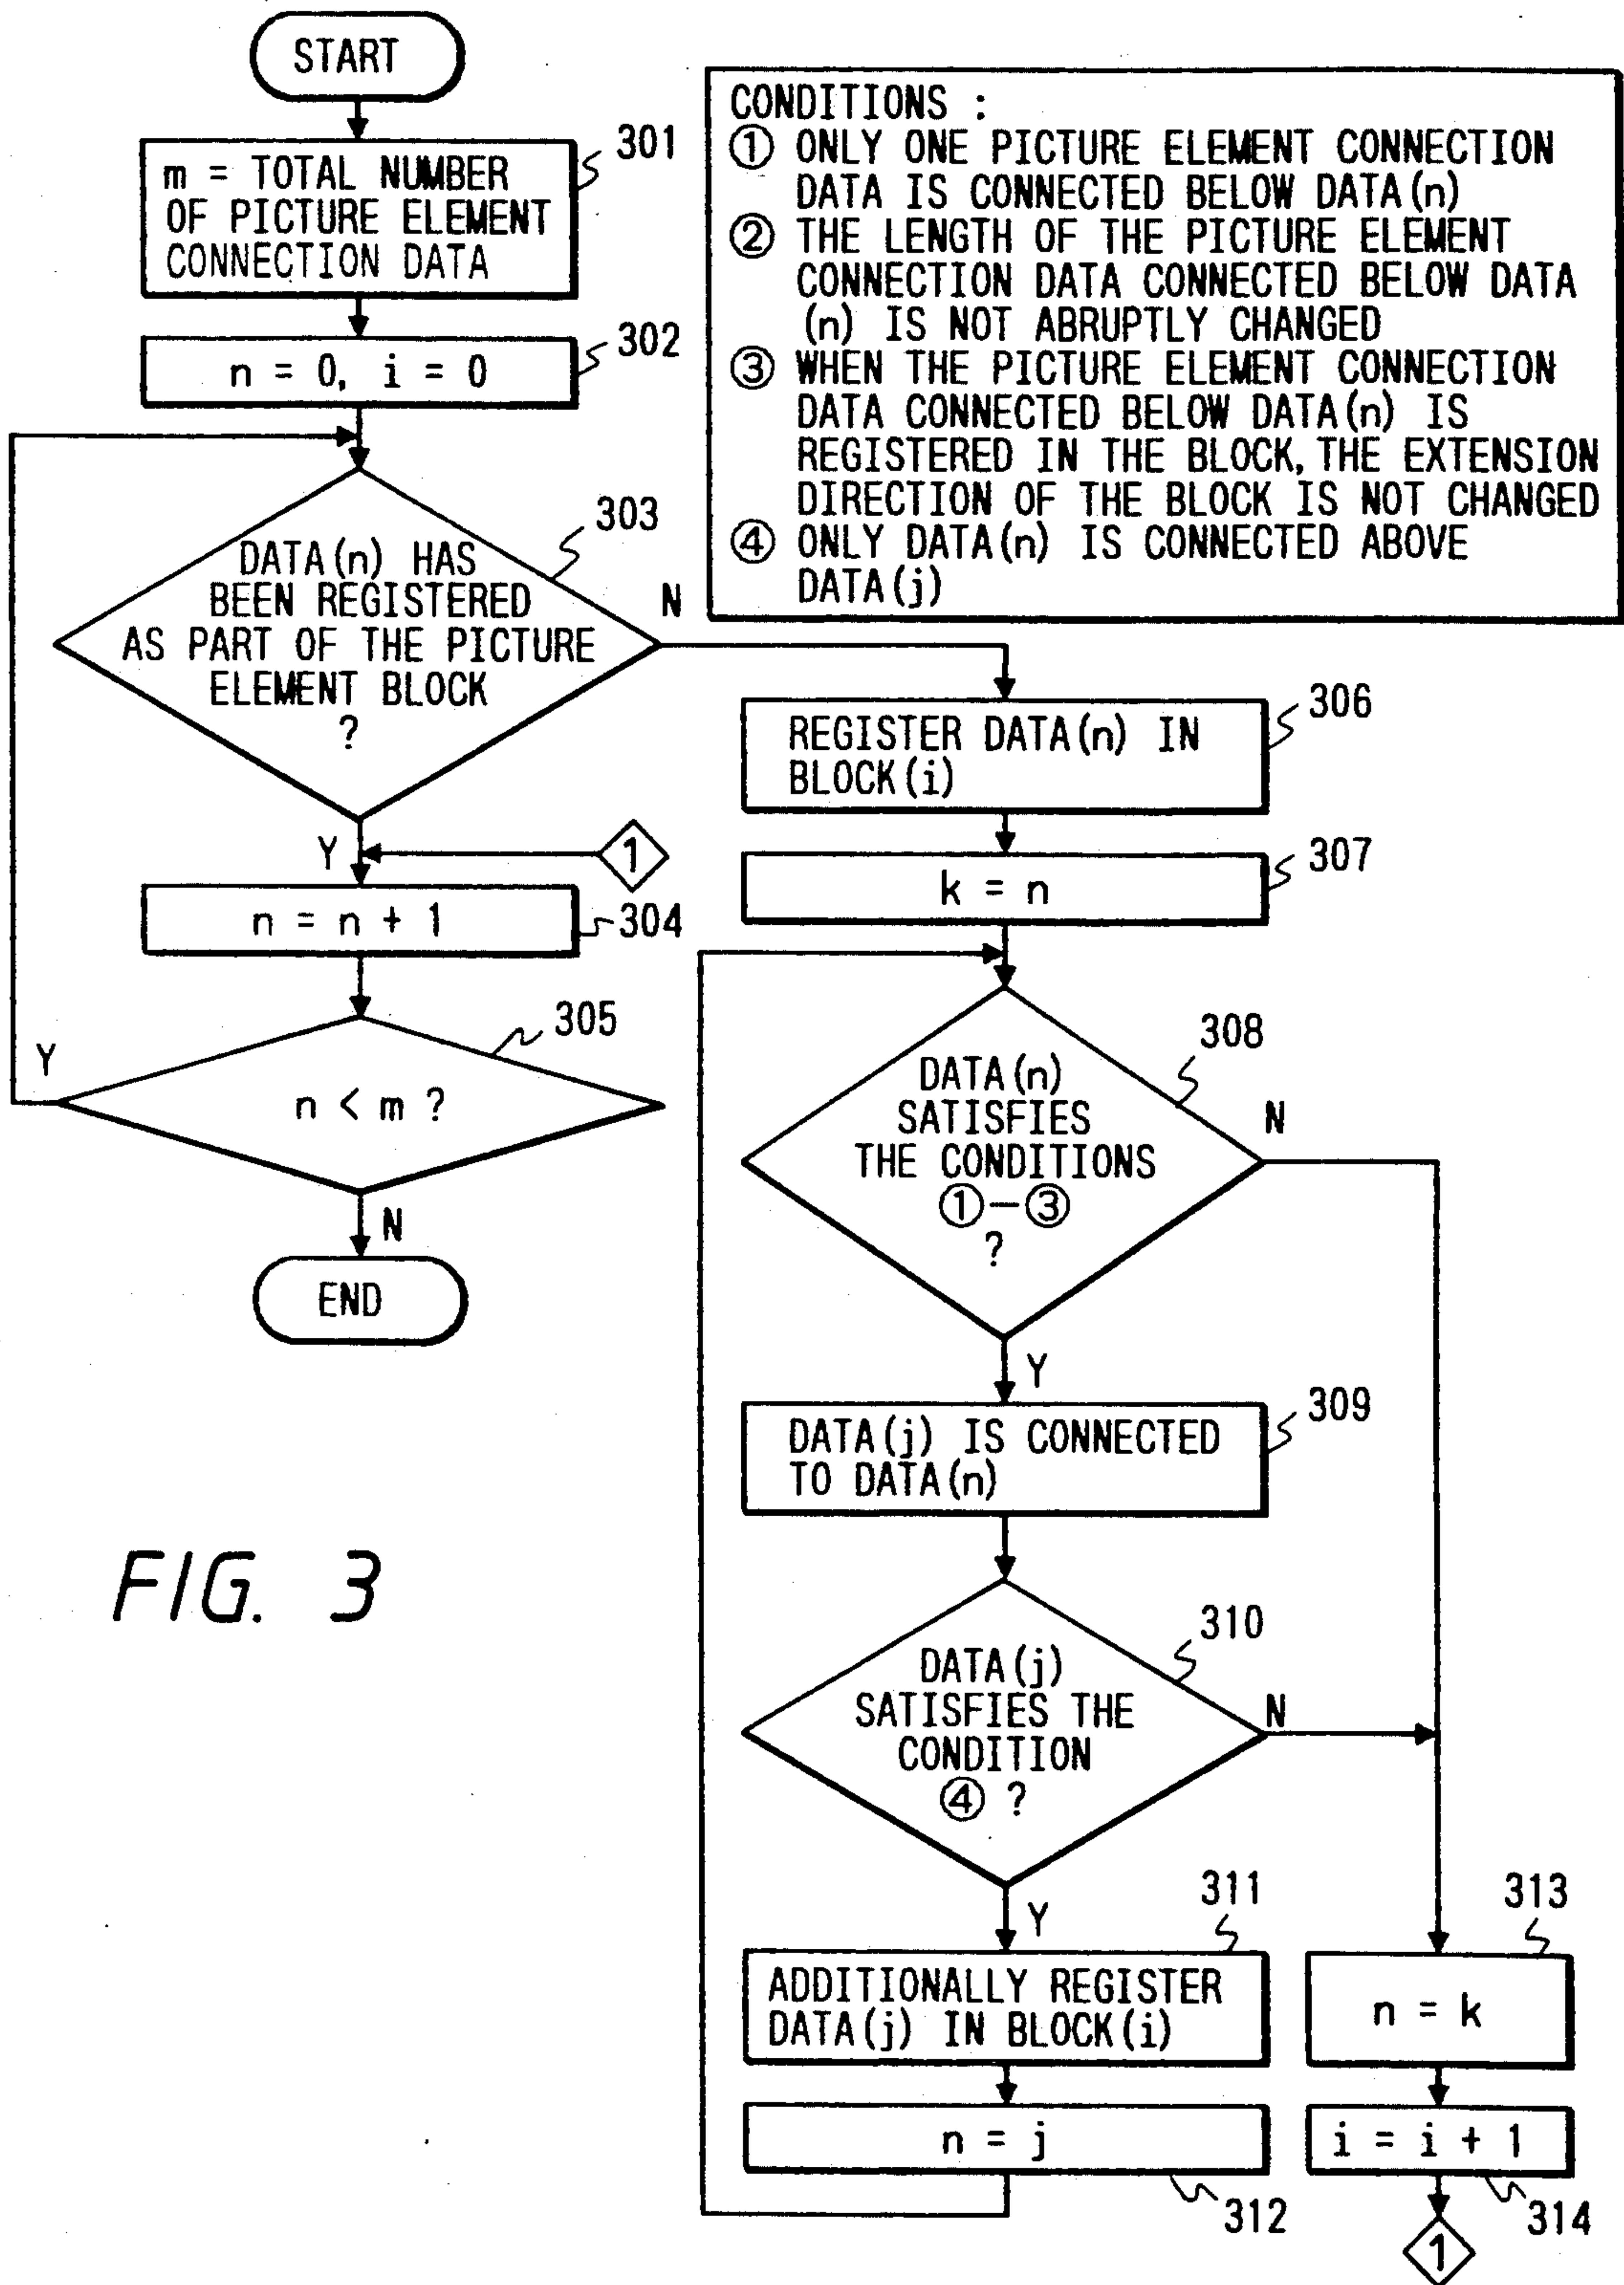 START
m = TOTAL NUMBER
OF PICTURE ELEMENT
CONNECTION DATA
301
n = 0, i = 0
302
CONDITIONS :
① ONLY ONE PICTURE ELEMENT CONNECTION
DATA IS CONNECTED BELOW DATA(n)
② THE LENGTH OF THE PICTURE ELEMENT
CONNECTION DATA CONNECTED BELOW DATA
(n) IS NOT ABRUPTLY CHANGED
③ WHEN THE PICTURE ELEMENT CONNECTION
DATA CONNECTED BELOW DATA(n) IS
REGISTERED IN THE BLOCK, THE EXTENSION
DIRECTION OF THE BLOCK IS NOT CHANGED
④ ONLY DATA(n) IS CONNECTED ABOVE
DATA(j)
303
DATA(n) HAS
BEEN REGISTERED
AS PART OF THE PICTURE
ELEMENT BLOCK
?
N
Y
1
n = n + 1
304
305
Y
n < m ?
N
END
306
REGISTER DATA(n) IN
BLOCK(i)
307
k = n
308
DATA(n)
SATISFIES
THE CONDITIONS
①–③
?
N
Y
309
DATA(j) IS CONNECTED
TO DATA(n)
310
DATA(j)
SATISFIES THE
CONDITION
④ ?
N
Y
311
ADDITIONALLY REGISTER
DATA(j) IN BLOCK(i)
n = j
312
313
n = k
i = i + 1
314
1
FIG. 3